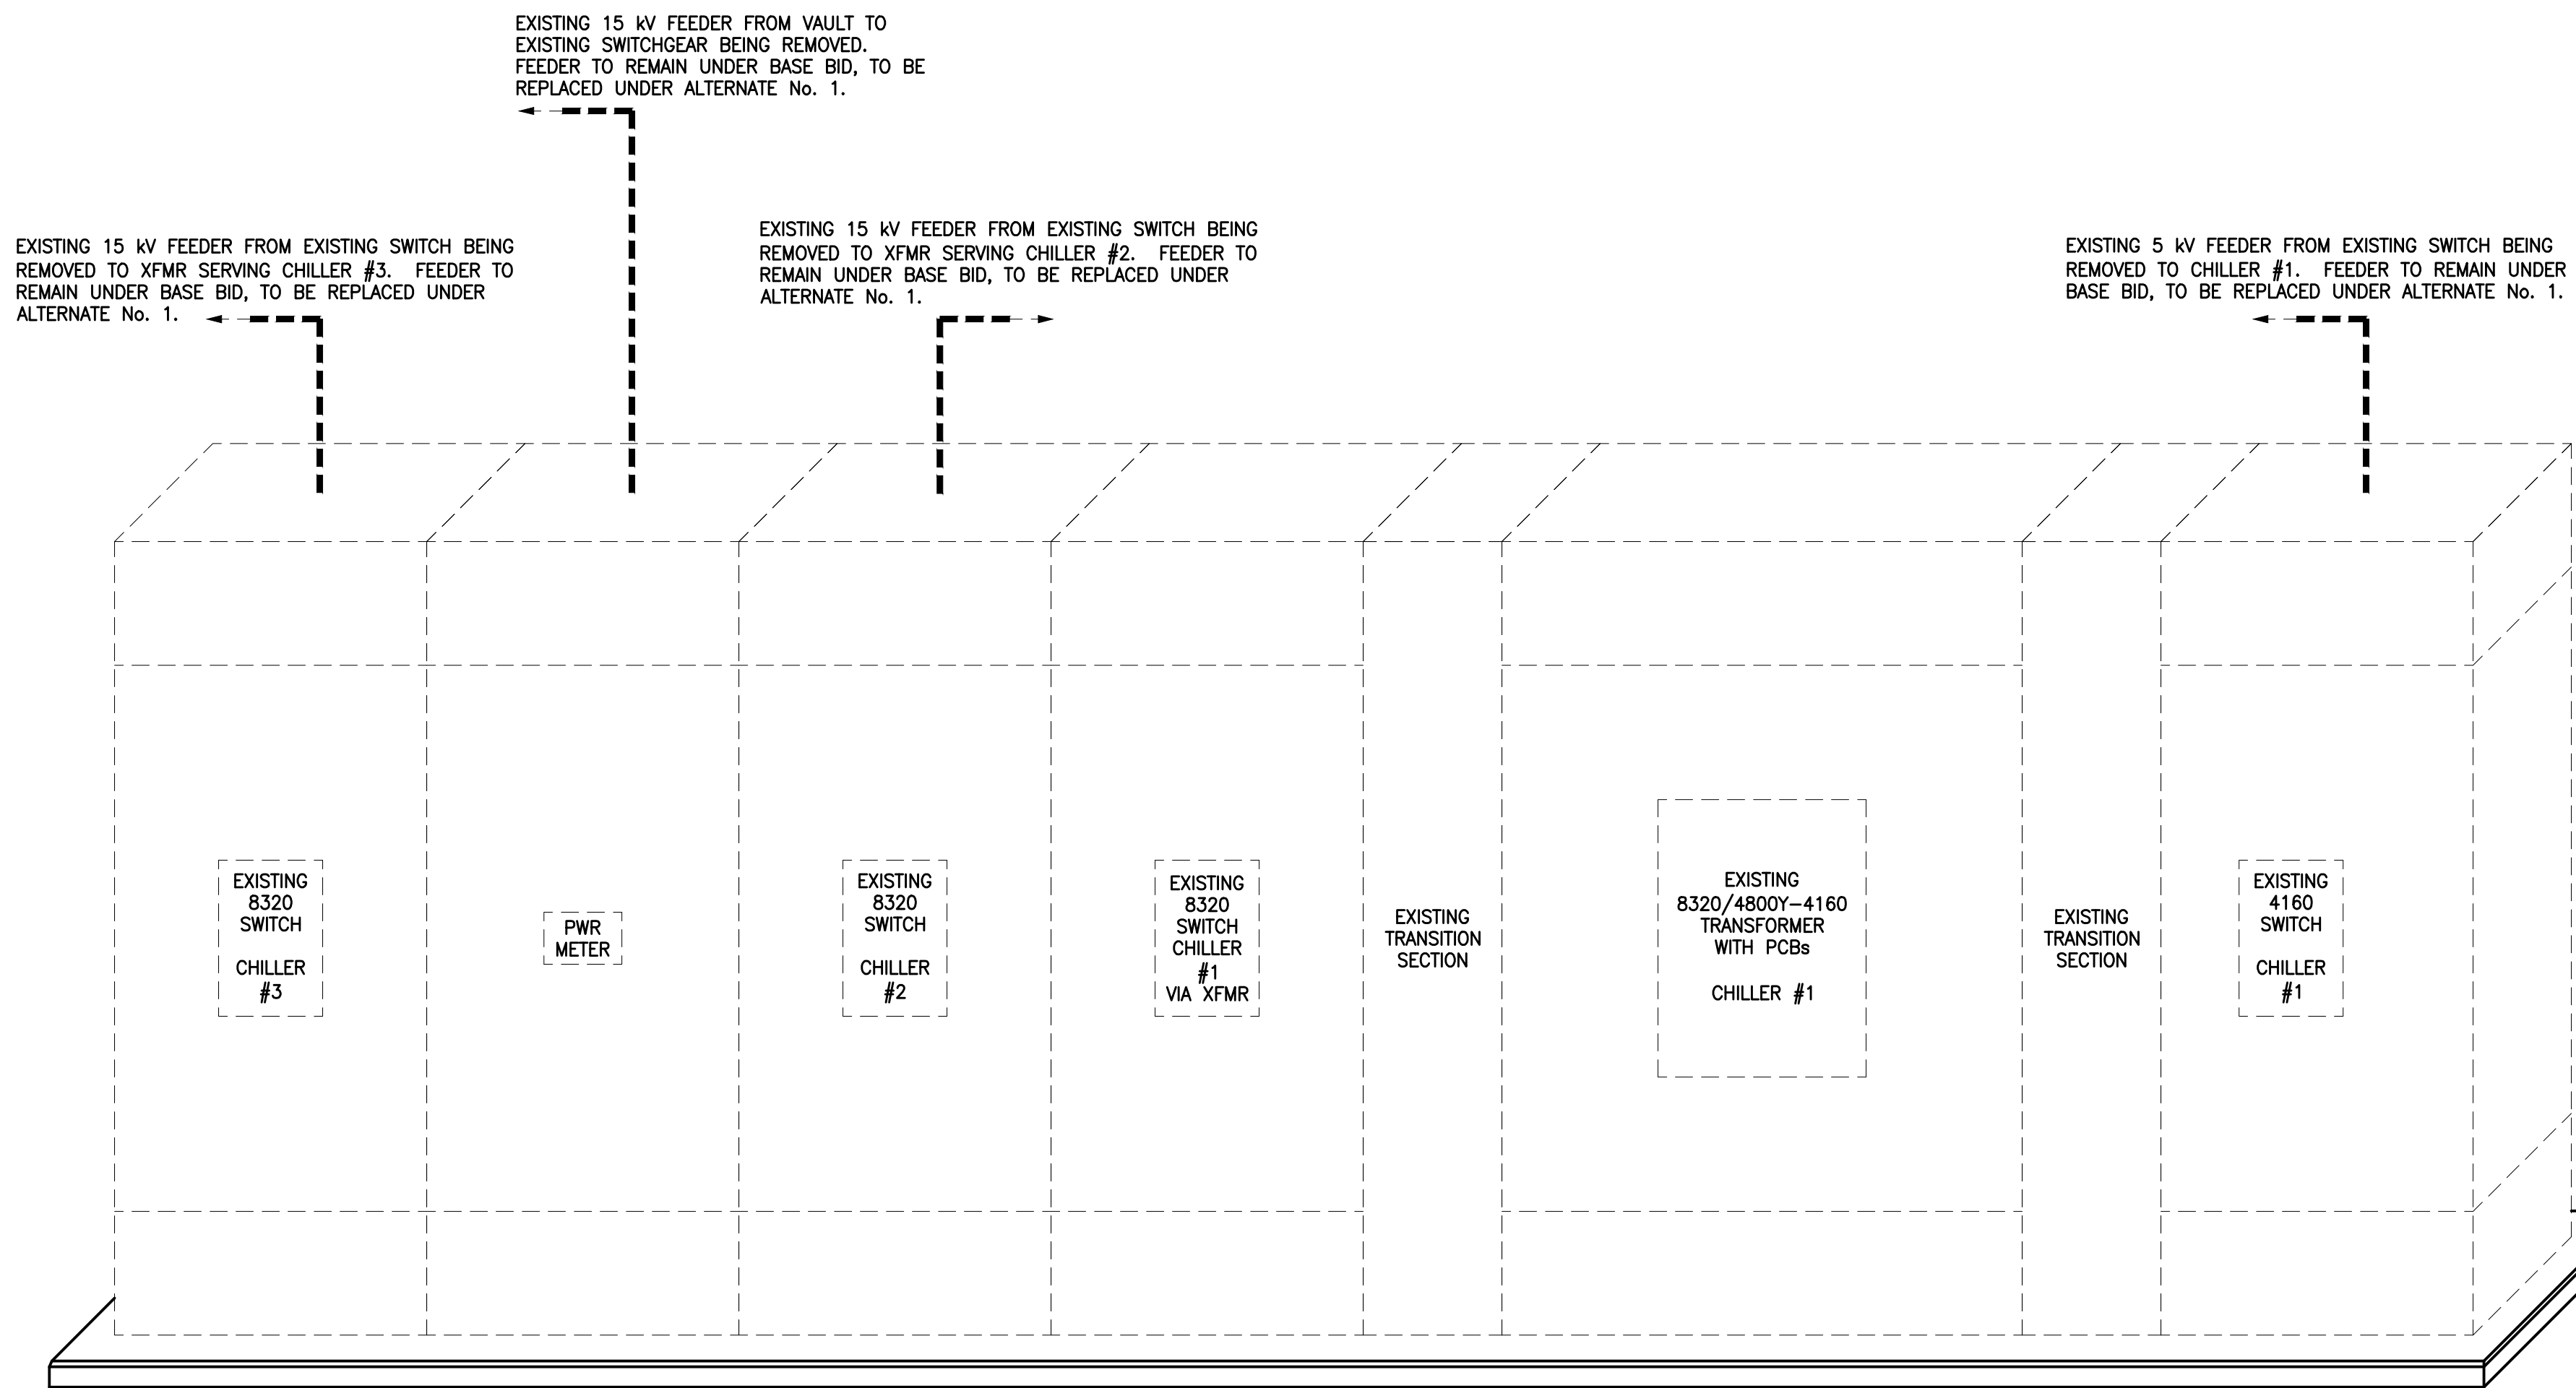 EXISTING 15 kV FEEDER FROM VAULT TO
EXISTING SWITCHGEAR BEING REMOVED.
FEEDER TO REMAIN UNDER BASE BID, TO BE
REPLACED UNDER ALTERNATE No. 1.
EXISTING 15 kV FEEDER FROM EXISTING SWITCH BEING
REMOVED TO XFMR SERVING CHILLER #3. FEEDER TO
REMAIN UNDER BASE BID, TO BE REPLACED UNDER
ALTERNATE No. 1.
EXISTING 15 kV FEEDER FROM EXISTING SWITCH BEING
REMOVED TO XFMR SERVING CHILLER #2. FEEDER TO
REMAIN UNDER BASE BID, TO BE REPLACED UNDER
ALTERNATE No. 1.
EXISTING 5 kV FEEDER FROM EXISTING SWITCH BEING
REMOVED TO CHILLER #1. FEEDER TO REMAIN UNDER
BASE BID, TO BE REPLACED UNDER ALTERNATE No. 1.
EXISTING
8320
SWITCH
CHILLER
#3
PWR
METER
EXISTING
8320
SWITCH
CHILLER
#2
EXISTING
8320
SWITCH
CHILLER
#1
VIA XFMR
EXISTING
TRANSITION
SECTION
EXISTING
8320/4800Y-4160
TRANSFORMER
WITH PCBs
CHILLER #1
EXISTING
TRANSITION
SECTION
EXISTING
4160
SWITCH
CHILLER
#1